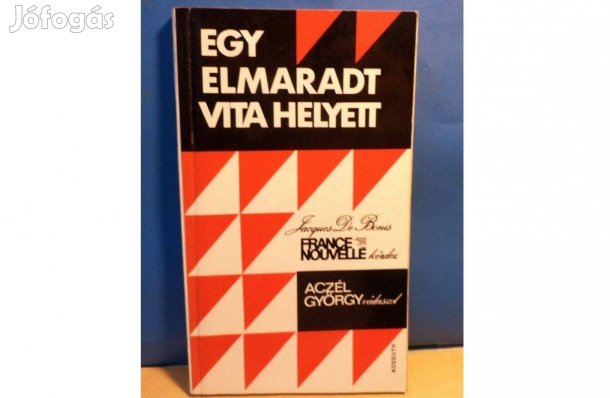 Jófogás
EGY
ELMARADT
VITA HELYETT
Jacques De Bonis
FRANCE
NOUVELLE kérdez
ACZÉL
GYÖRGY válaszol
KOSSUTH